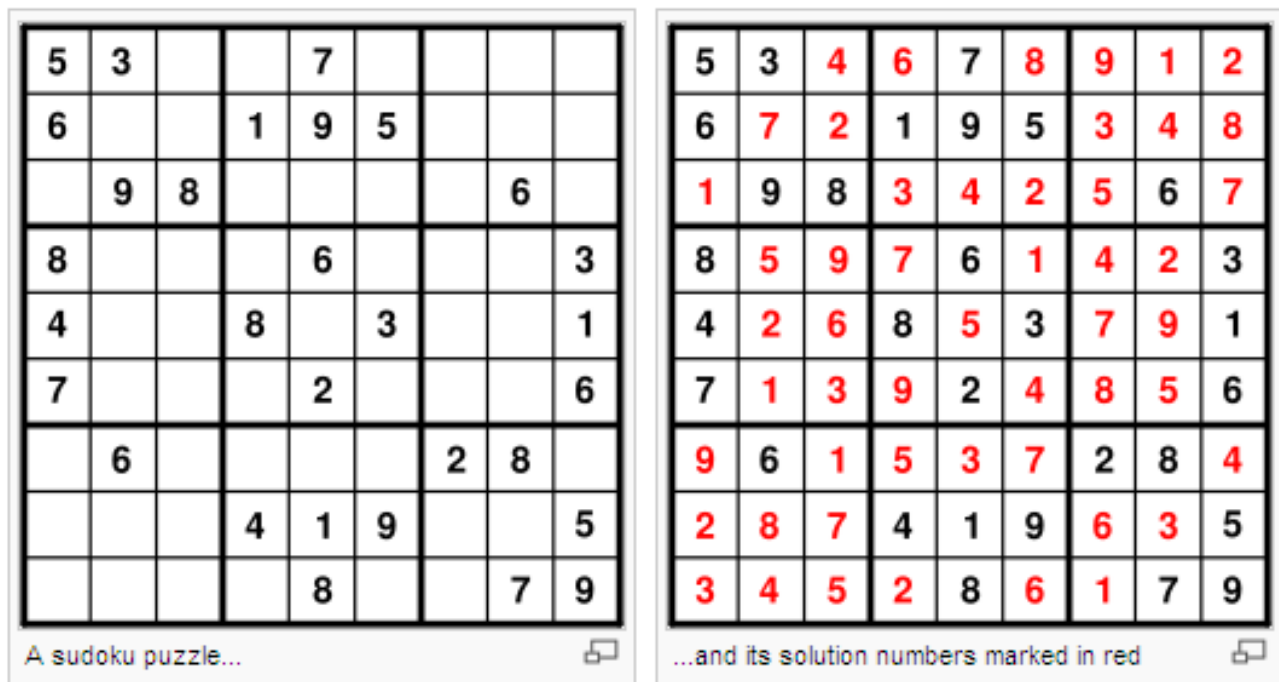 5 3 7
6 1 9 5
9 8 6
8 6 3
4 8 3 1
7 2 6
6 2 8
4 1 9 5
8 7 9
A sudoku puzzle...
5 3 4 6 7 8 9 1 2
6 7 2 1 9 5 3 4 8
1 9 8 3 4 2 5 6 7
8 5 9 7 6 1 4 2 3
4 2 6 8 5 3 7 9 1
7 1 3 9 2 4 8 5 6
9 6 1 5 3 7 2 8 4
2 8 7 4 1 9 6 3 5
3 4 5 2 8 6 1 7 9
...and its solution numbers marked in red